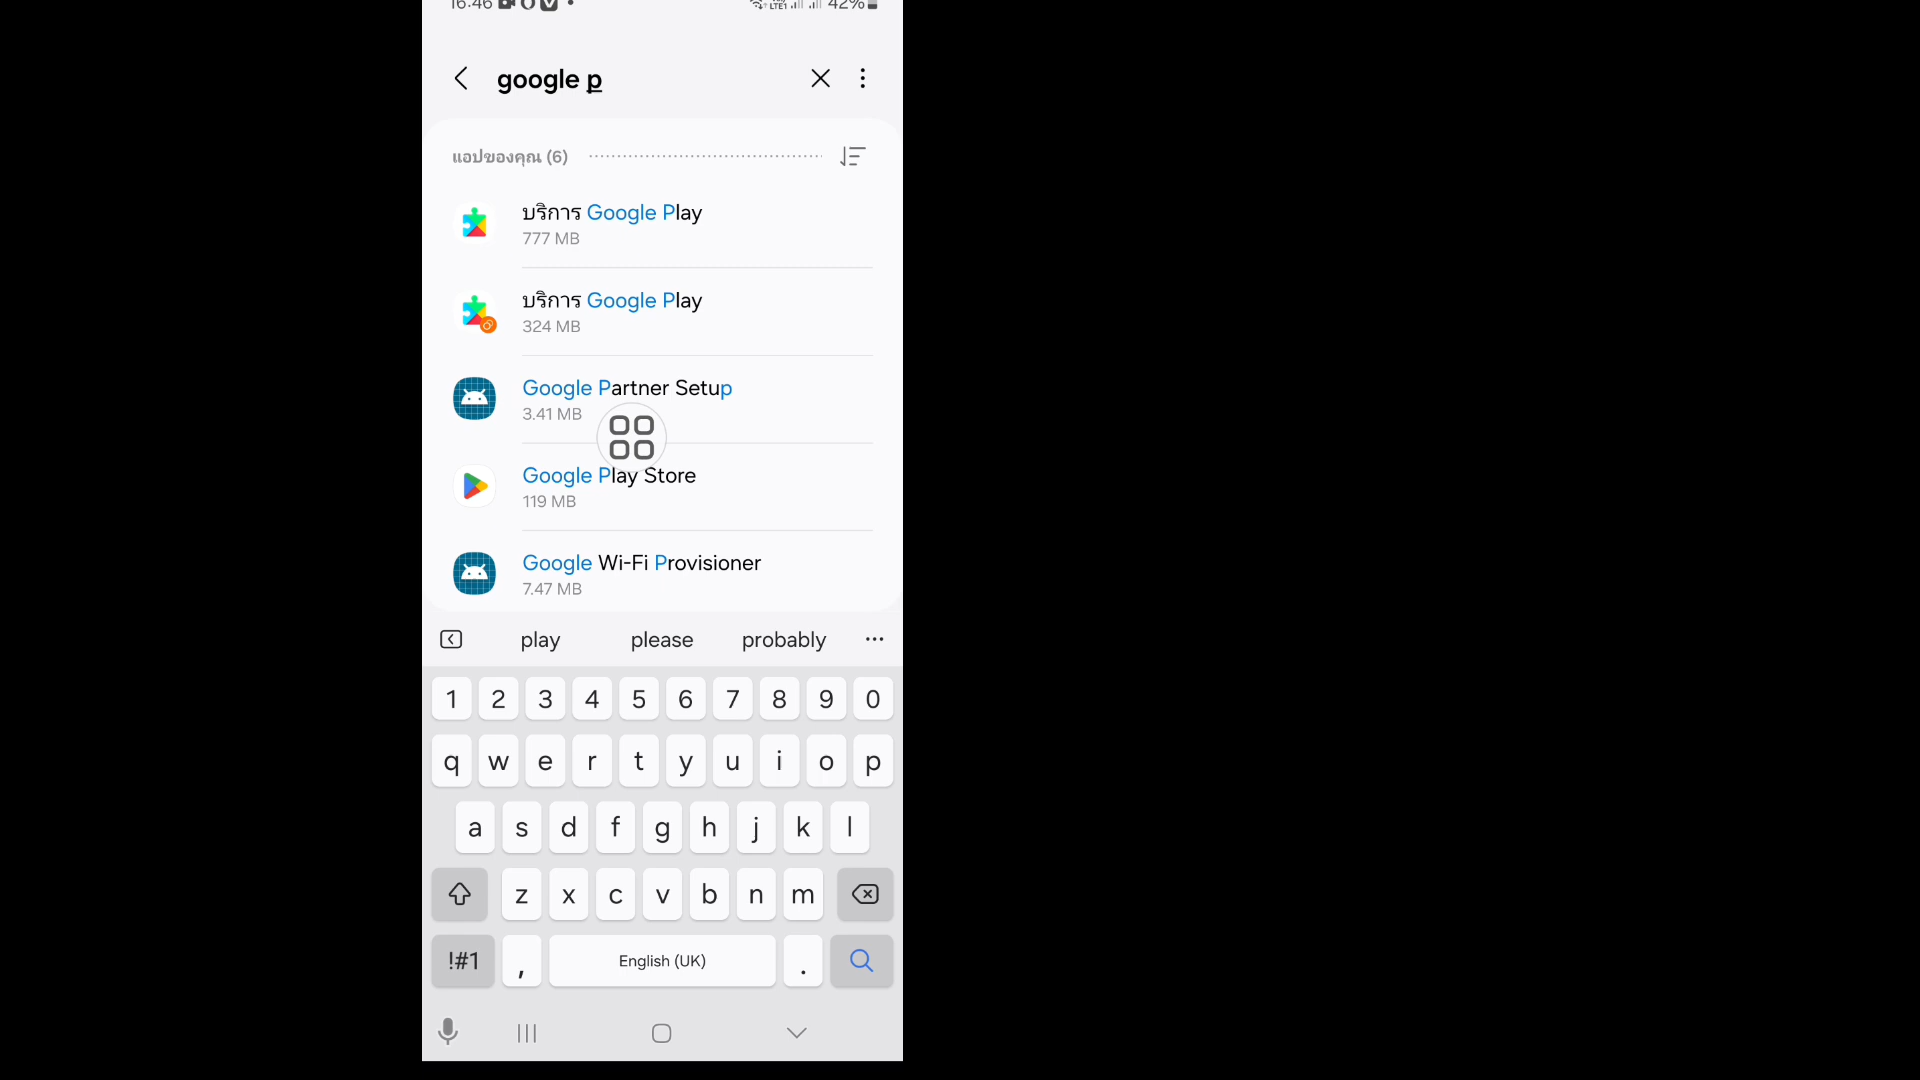 16:46 42%
google p
แอปของคุณ (6)
บริการ Google Play
777 MB
บริการ Google Play
324 MB
Google Partner Setup
3.41 MB
Google Play Store
119 MB
Google Wi-Fi Provisioner
7.47 MB
play please probably
1 2 3 4 5 6 7 8 9 0
q w e r t y u i o p
a s d f g h j k l
z x c v b n m
!#1 , English (UK) .